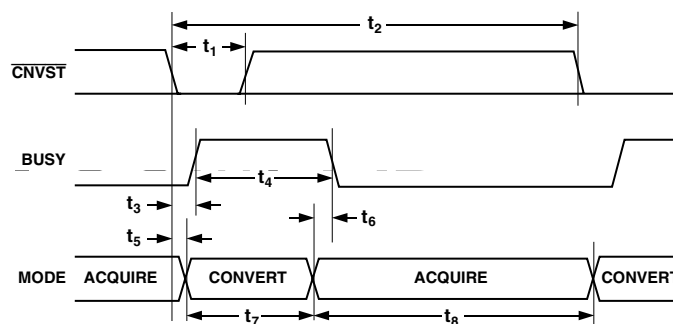 t2
t1
CNVST
BUSY
t4
t3
t6
t5
MODE ACQUIRE CONVERT ACQUIRE CONVERT
t7 t8